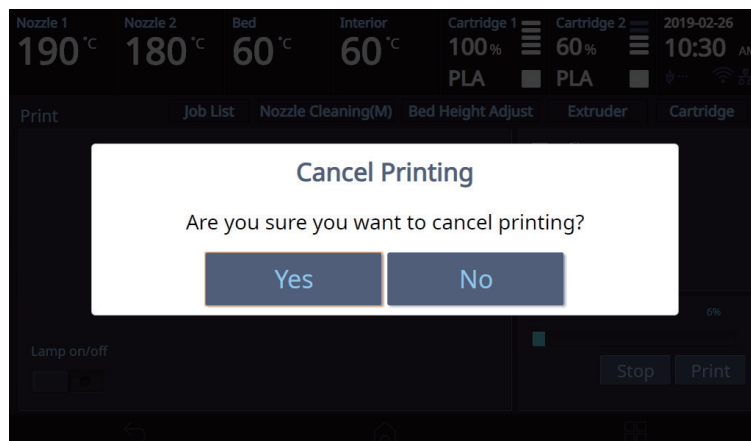 Nozzle 1 Nozzle 2 Bed Interior Cartridge 1 Cartridge 2 2019-02-26
190 °C 180 °C 60 °C 60 °C 100 % 60 % 10:30 AM
PLA PLA
Print Job List Nozzle Cleaning(M) Bed Height Adjust Extruder Cartridge
Cancel Printing
Are you sure you want to cancel printing?
Yes No
6%
Lamp on/off
Stop Print